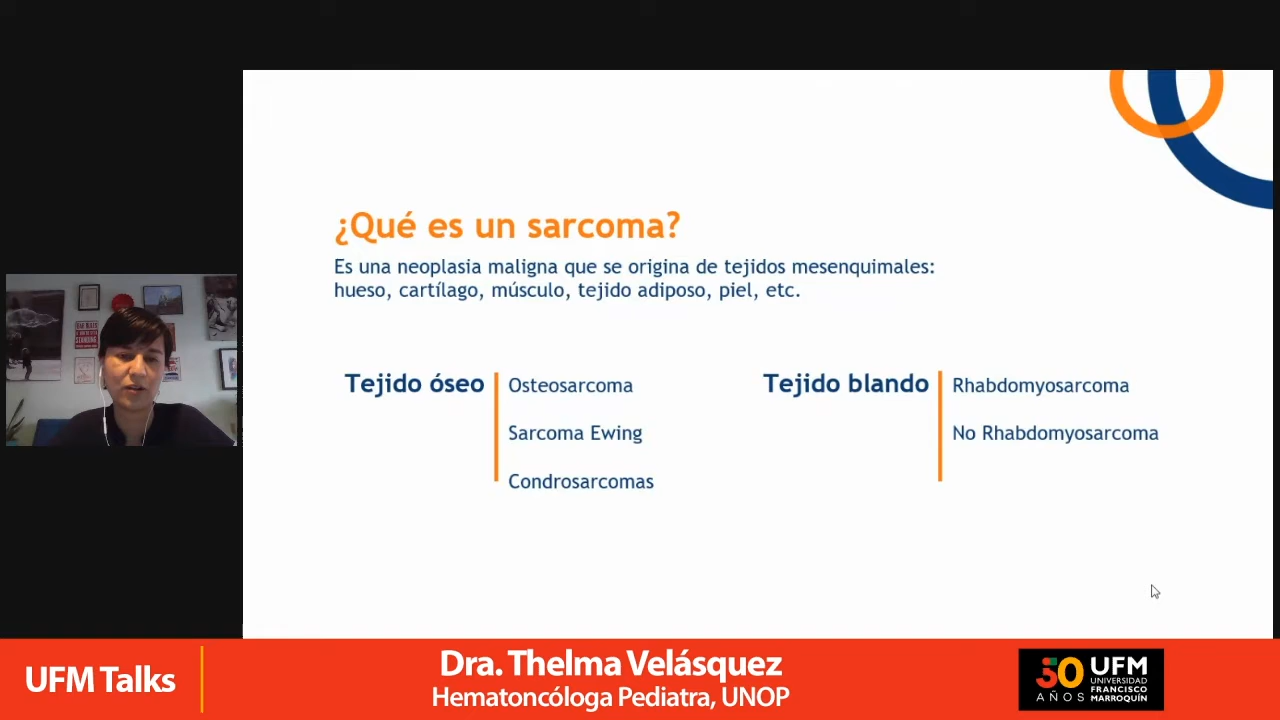 ¿Qué es un sarcoma?
Es una neoplasia maligna que se origina de tejidos mesenquimales:
hueso, cartílago, músculo, tejido adiposo, piel, etc.
Tejido óseo
Osteosarcoma
Sarcoma Ewing
Condrosarcomas
Tejido blando
Rhabdomyosarcoma
No Rhabdomyosarcoma
UFM Talks
Dra. Thelma Velásquez
Hematoncóloga Pediatra, UNOP
50
AÑOS
UFM
UNIVERSIDAD
FRANCISCO
MARROQUÍN